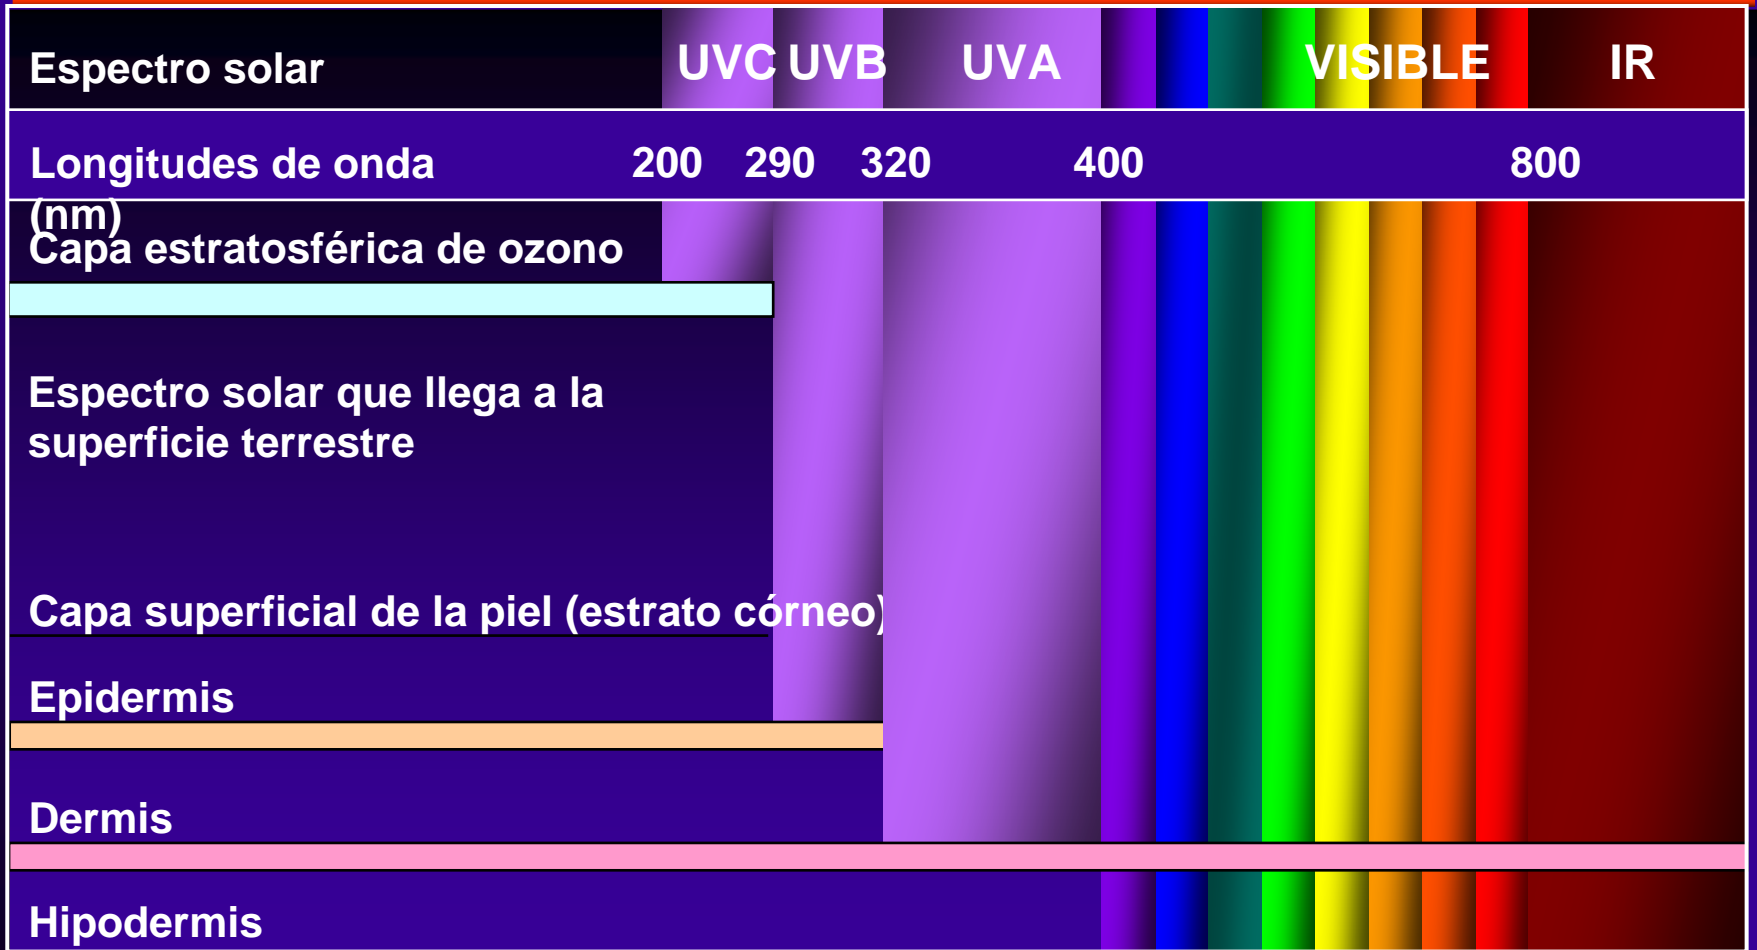 Espectro solar UVC UVB UVA VISIBLE IR
Longitudes de onda 200 290 320 400 800
(nm)
Capa estratosférica de ozono
Espectro solar que llega a la
superficie terrestre
Capa superficial de la piel (estrato córneo)
Epidermis
Dermis
Hipodermis